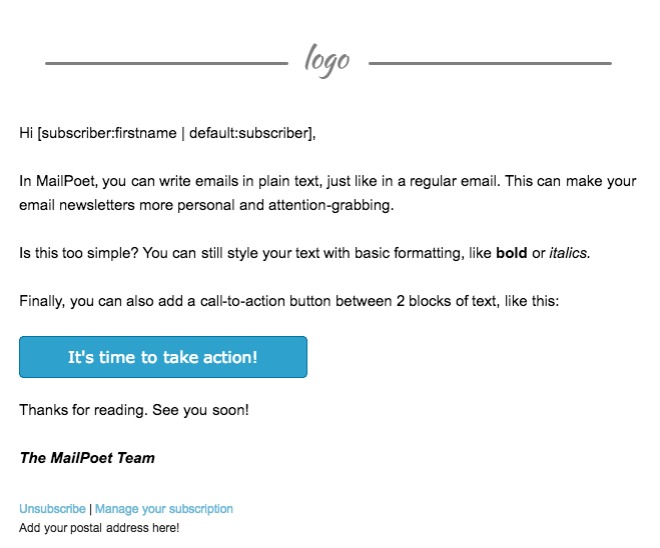 logo
Hi [subscriber:firstname | default:subscriber],
In MailPoet, you can write emails in plain text, just like in a regular email. This can make your
email newsletters more personal and attention-grabbing.
Is this too simple? You can still style your text with basic formatting, like bold or italics.
Finally, you can also add a call-to-action button between 2 blocks of text, like this:
It's time to take action!
Thanks for reading. See you soon!
The MailPoet Team
Unsubscribe | Manage your subscription
Add your postal address here!